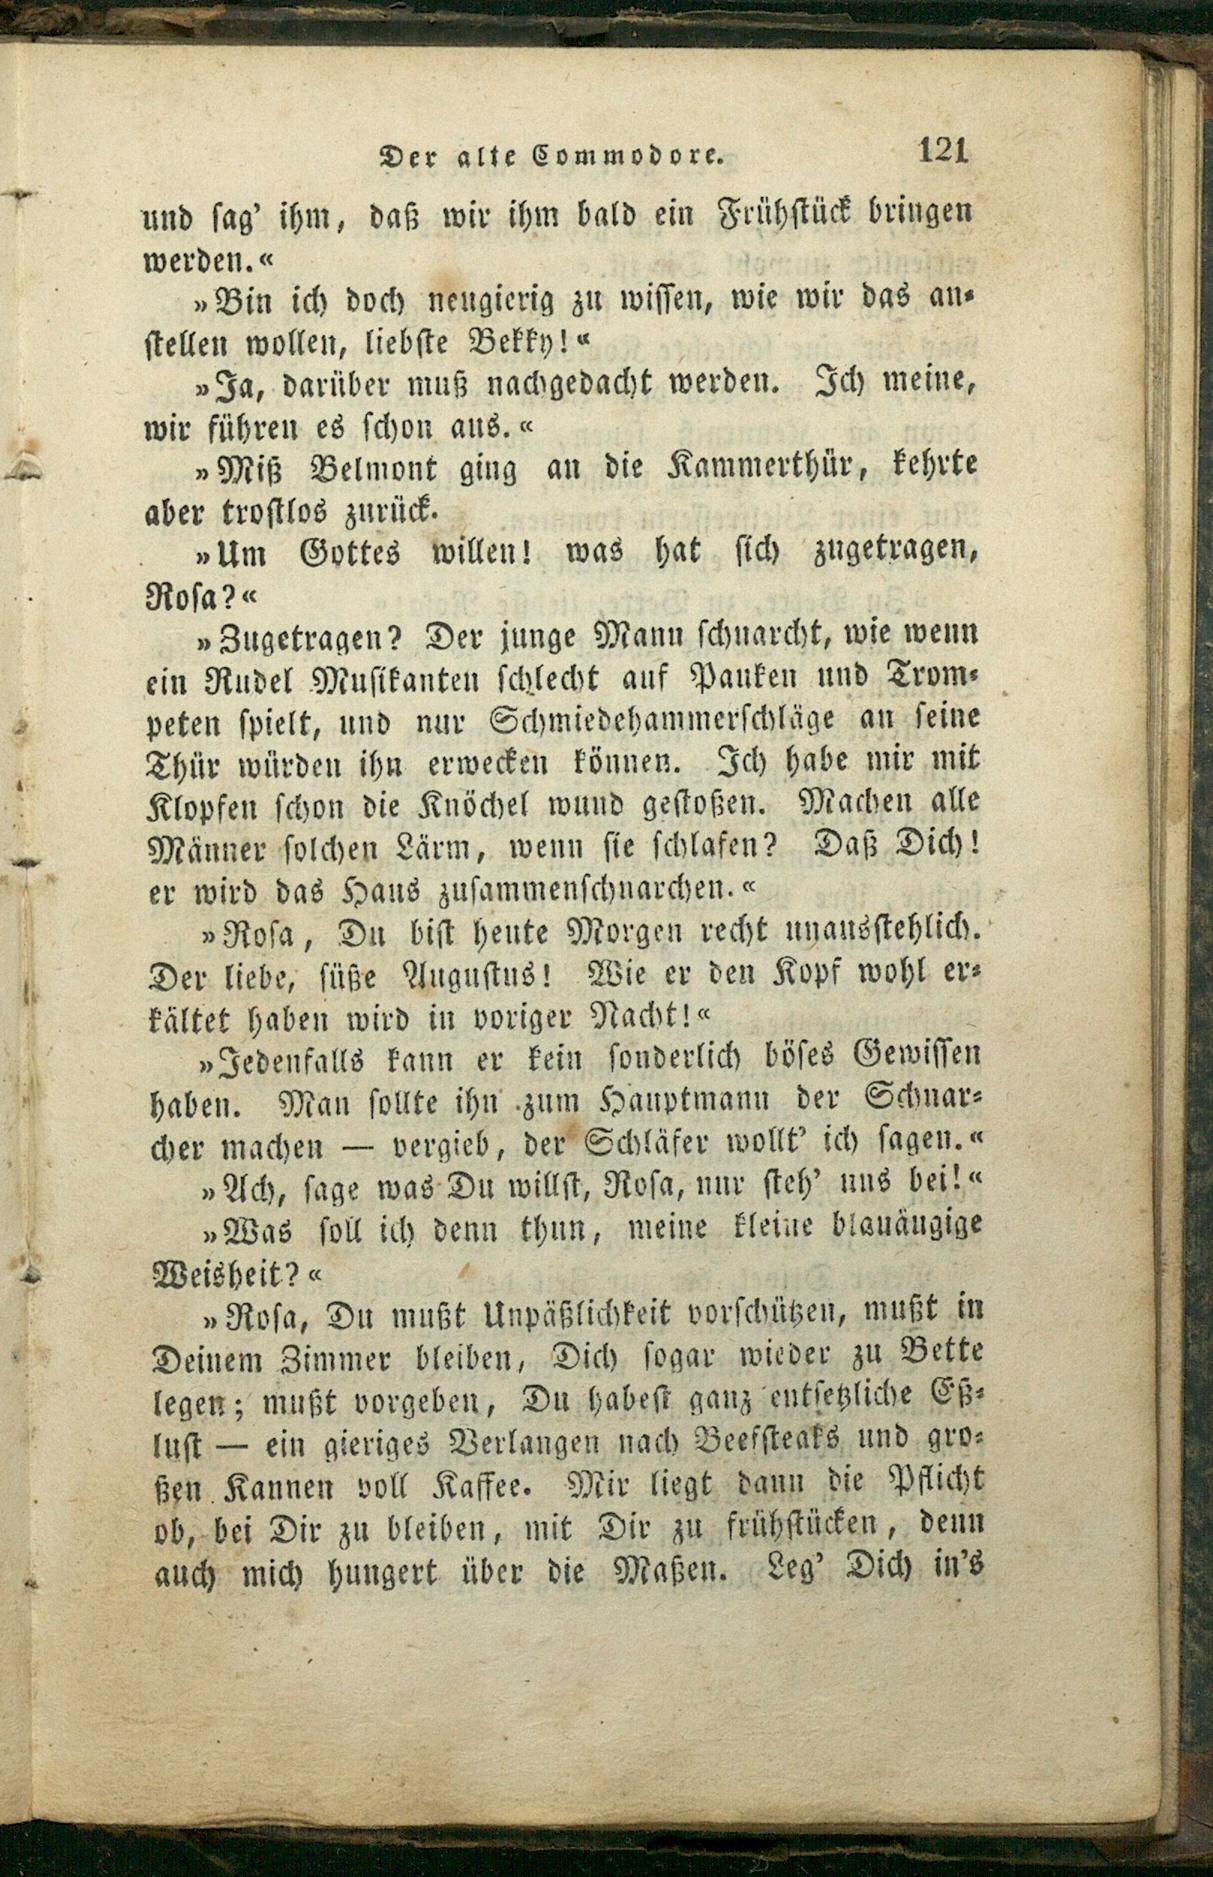 Der alte Commodore. 121
und sag' ihm, daß wir ihm bald ein Frühstück bringen
werden.«
»Bin ich doch neugierig zu wissen, wie wir das an-
stellen wollen, liebste Bekky!«
»Ja, darüber muß nachgedacht werden. Ich meine,
wir führen es schon aus.«
»Miß Belmont ging an die Kammerthür, kehrte
aber trostlos zurück.
»Um Gottes willen! was hat sich zugetragen,
Rosa?«
»Zugetragen? Der junge Mann schnarcht, wie wenn
ein Rudel Musikanten schlecht auf Pauken und Trom-
peten spielt, und nur Schmiedehammerschläge an seine
Thür würden ihn erwecken können. Ich habe mir mit
Klopfen schon die Knöchel wund gestoßen. Machen alle
Männer solchen Lärm, wenn sie schlafen? Daß Dich!
er wird das Haus zusammenschnarchen.«
»Rosa, Du bist heute Morgen recht unausstehlich.
Der liebe, süße Augustus! Wie er den Kopf wohl er-
kältet haben wird in voriger Nacht!«
»Jedenfalls kann er kein sonderlich böses Gewissen
haben. Man sollte ihn zum Hauptmann der Schnar-
cher machen — vergieb, der Schläfer wollt' ich sagen.«
»Ach, sage was Du willst, Rosa, nur steh' uns bei!«
»Was soll ich denn thun, meine kleine blauäugige
Weisheit?«
»Rosa, Du mußt Unpäßlichkeit vorschützen, mußt in
Deinem Zimmer bleiben, Dich sogar wieder zu Bette
legen; mußt vorgeben, Du habest ganz entsetzliche Eß-
lust — ein gieriges Verlangen nach Beefsteaks und gro-
ßen Kannen voll Kaffee. Mir liegt dann die Pflicht
ob, bei Dir zu bleiben, mit Dir zu frühstücken, denn
auch mich hungert über die Maßen. Leg' Dich in's